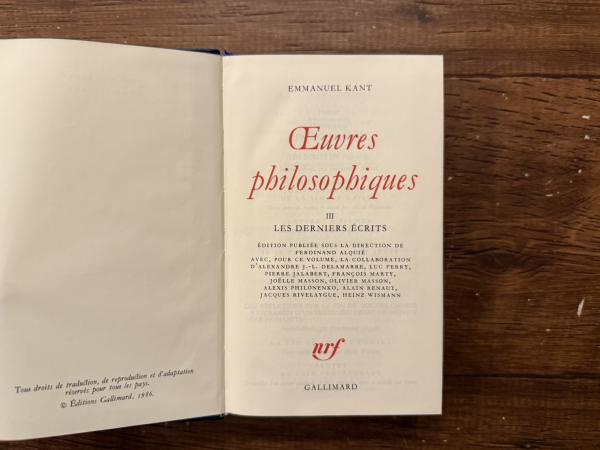 Tous droits de traduction, de reproduction et d'adaptation
réservés pour tous les pays.
© Éditions Gallimard, 1986.
EMMANUEL KANT
Œuvres
philosophiques
III
LES DERNIERS ÉCRITS
ÉDITION PUBLIÉE SOUS LA DIRECTION DE
FERDINAND ALQUIÉ
AVEC, POUR CE VOLUME, LA COLLABORATION
D'ALEXANDRE J.-L. DELAMARRE, LUC FERRY,
PIERRE JALABERT, FRANÇOIS MARTY,
JOËLLE MASSON, OLIVIER MASSON,
ALEXIS PHILONENKO, ALAIN RENAUT,
JACQUES RIVELAYGUE, HEINZ WISMANN
nrf
GALLIMARD